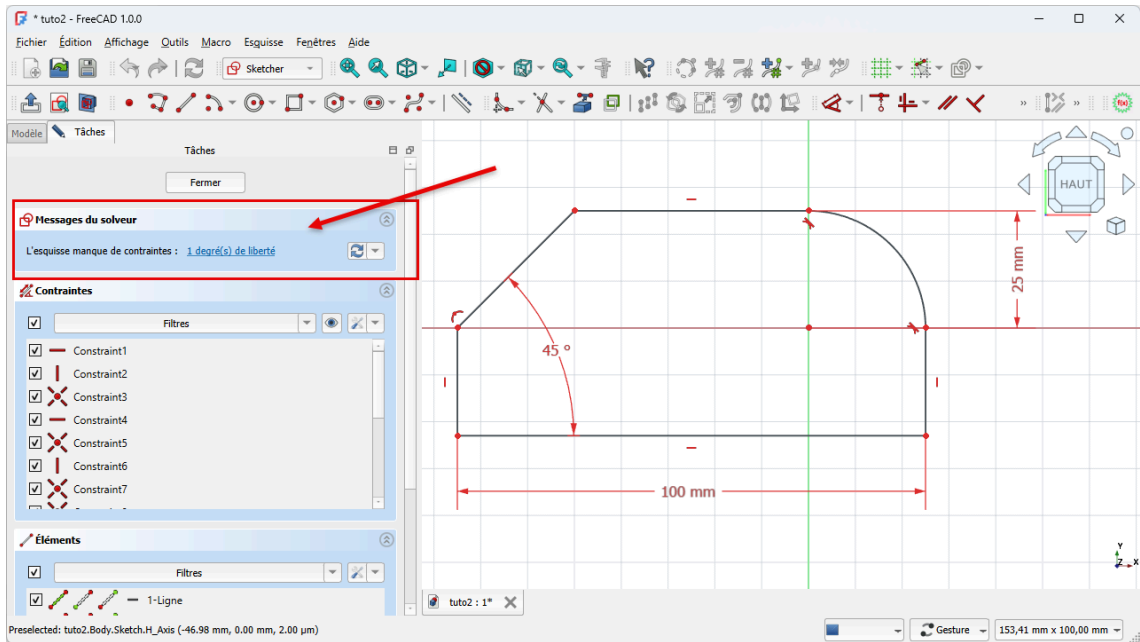 * tuto2 - FreeCAD 1.0.0
Fichier Édition Affichage Outils Macro Esquisse Fenêtres Aide
Sketcher
f(x)
Modèle Tâches
Tâches
Fermer
Messages du solveur
L'esquisse manque de contraintes : 1 degré(s) de liberté
Contraintes
Filtres
Constraint1
Constraint2
Constraint3
Constraint4
Constraint5
Constraint6
Constraint7
Éléments
Filtres
1-Ligne
HAUT
25 mm
45 °
100 mm
Y
Z X
tuto2 : 1*
Preselected: tuto2.Body.Sketch.H_Axis (-46.98 mm, 0.00 mm, 2.00 µm)
Gesture
153,41 mm x 100,00 mm